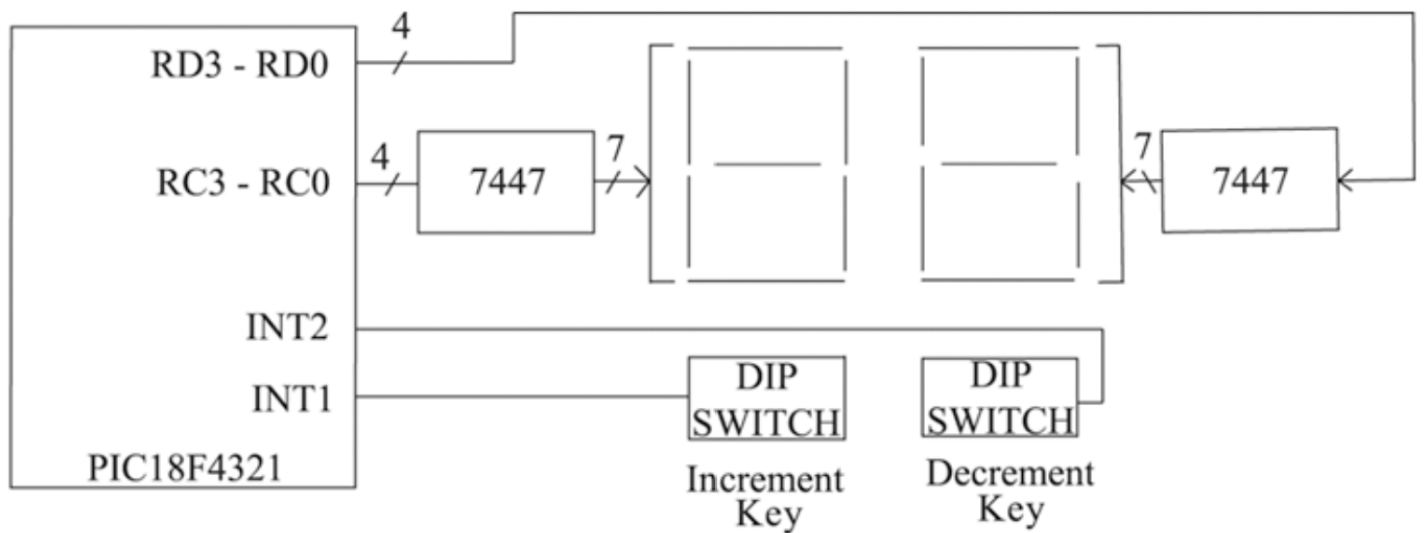 4
RD3 - RD0
4
7
7
RC3 - RC0
7447
7447
INT2
INT1
DIP
SWITCH
DIP
SWITCH
PIC18F4321
Increment
Key
Decrement
Key